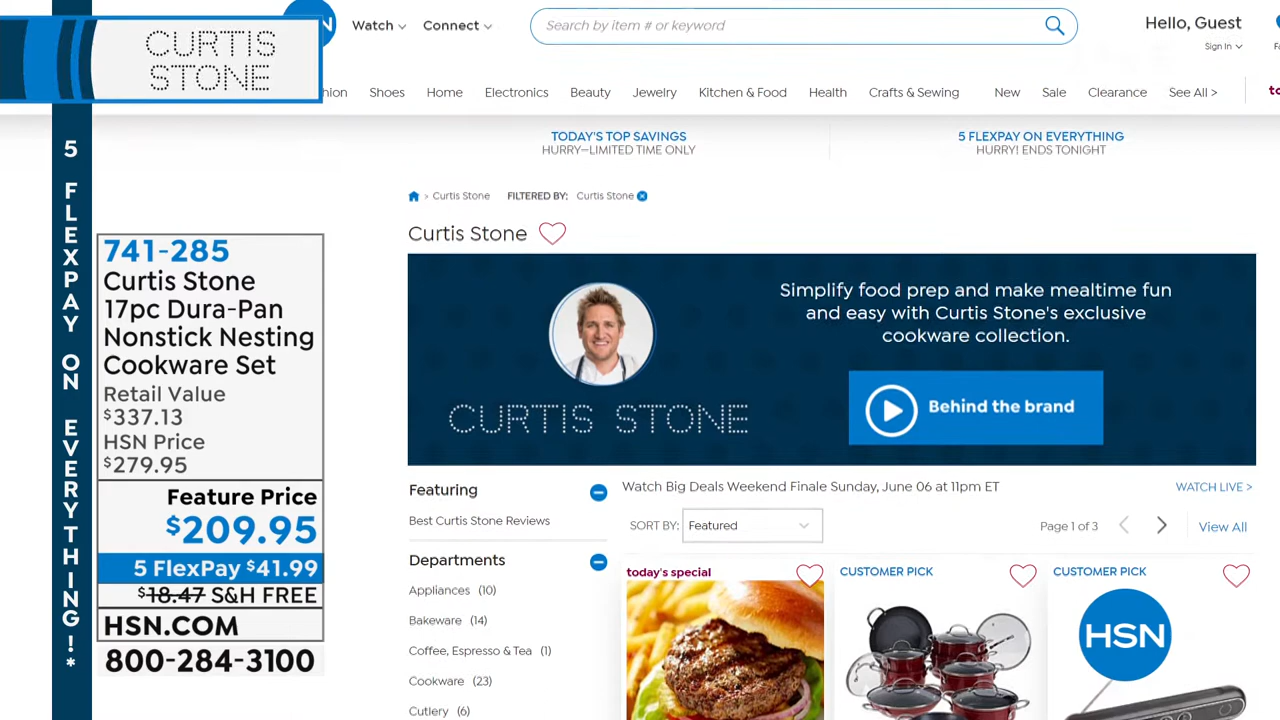 CURTIS
STONE
5 FLEXPAY ON EVERYTHING!*
741-285
Curtis Stone
17pc Dura-Pan
Nonstick Nesting
Cookware Set
Retail Value
$337.13
HSN Price
$279.95
Feature Price
$209.95
5 FlexPay $41.99
$18.47 S&H FREE
HSN.COM
800-284-3100
N
Watch
Connect
Search by item # or keyword
Hello, Guest
Sign In
hion
Shoes
Home
Electronics
Beauty
Jewelry
Kitchen & Food
Health
Crafts & Sewing
New
Sale
Clearance
See All >
TODAY'S TOP SAVINGS
HURRY—LIMITED TIME ONLY
5 FLEXPAY ON EVERYTHING
HURRY! ENDS TONIGHT
> Curtis Stone FILTERED BY: Curtis Stone
Curtis Stone
Simplify food prep and make mealtime fun
and easy with Curtis Stone's exclusive
cookware collection.
CURTIS STONE
Behind the brand
Featuring
Best Curtis Stone Reviews
Departments
Appliances (10)
Bakeware (14)
Coffee, Espresso & Tea (1)
Cookware (23)
Cutlery (6)
Watch Big Deals Weekend Finale Sunday, June 06 at 11pm ET
WATCH LIVE >
SORT BY: Featured
Page 1 of 3
View All
today's special
CUSTOMER PICK
CUSTOMER PICK
HSN